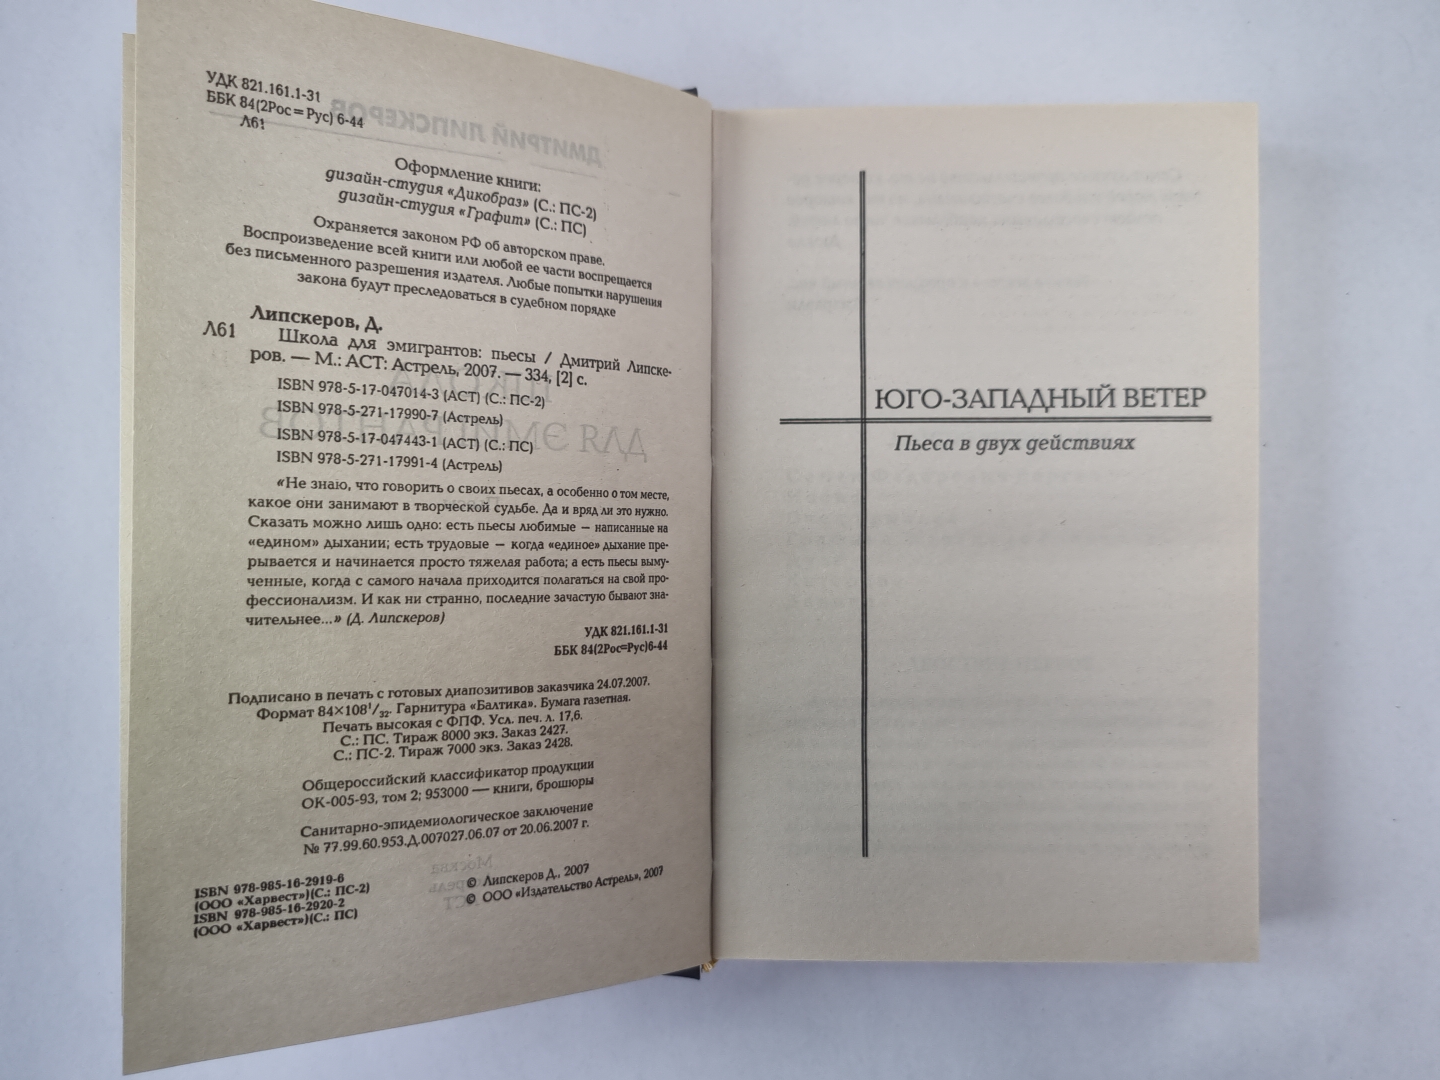 УДК 821.161.1-31
ББК 84(2Рос=Рус) 6-44
Л61
Оформление книги:
дизайн-студия «Дикобраз» (С.: ПС-2)
дизайн-студия «Графит» (С.: ПС)
Охраняется законом РФ об авторском праве.
Воспроизведение всей книги или любой ее части воспрещается
без письменного разрешения издателя. Любые попытки нарушения
закона будут преследоваться в судебном порядке
Липскеров, Д.
Л61 Школа для эмигрантов: пьесы / Дмитрий Липске-
ров. — М.: АСТ: Астрель, 2007. — 334, [2] с.
ISBN 978-5-17-047014-3 (АСТ) (С.: ПС-2)
ISBN 978-5-271-17990-7 (Астрель)
ISBN 978-5-17-047443-1 (АСТ) (С.: ПС)
ISBN 978-5-271-17991-4 (Астрель)
«Не знаю, что говорить о своих пьесах, а особенно о том месте,
какое они занимают в творческой судьбе. Да и вряд ли это нужно.
Сказать можно лишь одно: есть пьесы любимые — написанные на
«едином» дыхании; есть трудовые — когда «единое» дыхание пре-
рывается и начинается просто тяжелая работа; а есть пьесы выму-
ченные, когда с самого начала приходится полагаться на свой про-
фессионализм. И как ни странно, последние зачастую бывают зна-
чительнее...» (Д. Липскеров)
УДК 821.161.1-31
ББК 84(2Рос=Рус)6-44
Подписано в печать с готовых диапозитивов заказчика 24.07.2007.
Формат 84×108 1/32. Гарнитура «Балтика». Бумага газетная.
Печать высокая с ФПФ. Усл. печ. л. 17,6.
С.: ПС. Тираж 8000 экз. Заказ 2427.
С.: ПС-2. Тираж 7000 экз. Заказ 2428.
Общероссийский классификатор продукции
ОК-005-93, том 2; 953000 — книги, брошюры
Санитарно-эпидемиологическое заключение
№ 77.99.60.953.Д.007027.06.07 от 20.06.2007 г.
ISBN 978-985-16-2919-6
(ООО «Харвест»)(С.: ПС-2)
ISBN 978-985-16-2920-2
(ООО «Харвест»)(С.: ПС)
© Липскеров Д., 2007
© ООО «Издательство Астрель», 2007
ЮГО-ЗАПАДНЫЙ ВЕТЕР
Пьеса в двух действиях